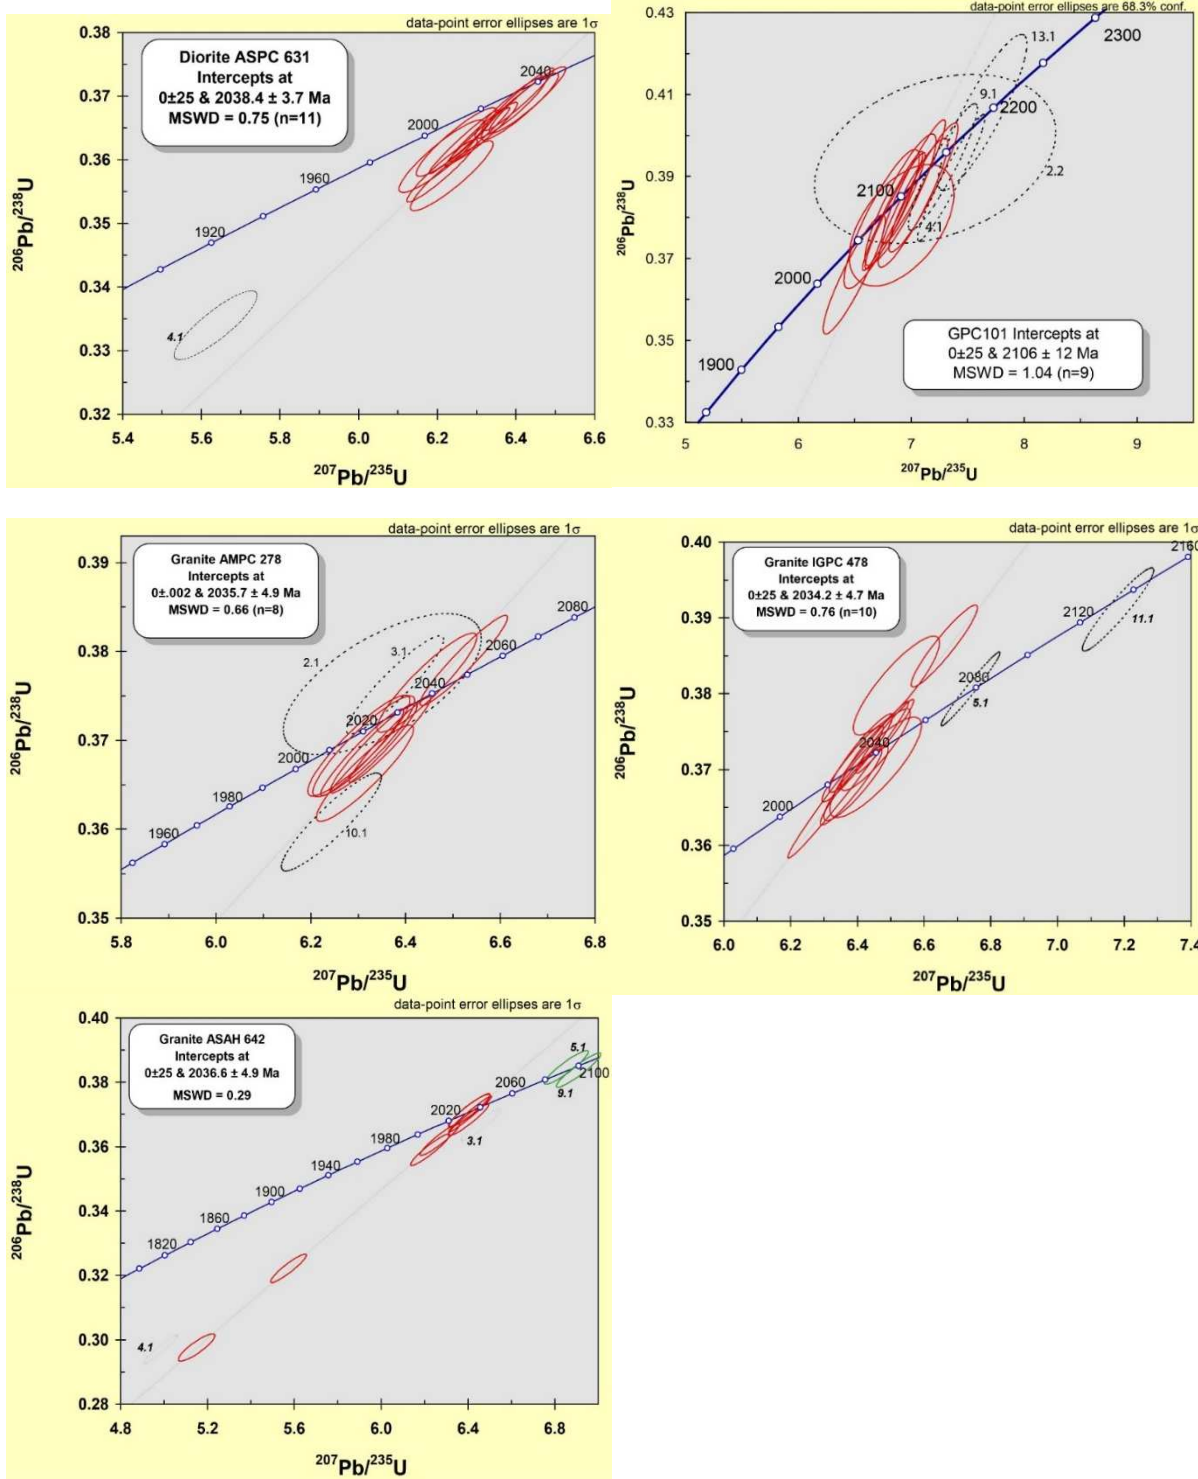 data-point error ellipses are 1σ
0.38
Diorite ASPC 631
Intercepts at
0±25 & 2038.4 ± 3.7 Ma
MSWD = 0.75 (n=11)
2040
0.37
2000
0.36
1960
0.35
1920
0.34
4.1
0.33
0.32
5.4 5.6 5.8 6.0 6.2 6.4 6.6
206Pb/238U
207Pb/235U
data-point error ellipses are 68.3% conf.
0.43
2300
13.1
0.41
9.1
2200
0.39
2100
2.2
4.1
0.37
2000
0.35
GPC101 Intercepts at
0±25 & 2106 ± 12 Ma
MSWD = 1.04 (n=9)
1900
0.33
5 6 7 8 9
206Pb/238U
207Pb/235U
data-point error ellipses are 1σ
0.39
Granite AMPC 278
Intercepts at
0±.002 & 2035.7 ± 4.9 Ma
MSWD = 0.66 (n=8)
2080
0.38
2.1
3.1
2060
2040
2020
0.37
2000
1980
1960
0.36
10.1
0.35
5.8 6.0 6.2 6.4 6.6 6.8
206Pb/238U
207Pb/235U
data-point error ellipses are 1σ
0.40
2160
Granite IGPC 478
Intercepts at
0±25 & 2034.2 ± 4.7 Ma
MSWD = 0.76 (n=10)
0.39
2120
11.1
2080
0.38
5.1
2040
0.37
2000
0.36
0.35
6.0 6.2 6.4 6.6 6.8 7.0 7.2 7.4
206Pb/238U
207Pb/235U
data-point error ellipses are 1σ
0.40
Granite ASAH 642
Intercepts at
0±25 & 2036.6 ± 4.9 Ma
MSWD = 0.29
5.1
2100
9.1
2060
0.38
2020
3.1
1980
0.36
1940
1900
0.34
1860
1820
0.32
0.30
4.1
0.28
4.8 5.2 5.6 6.0 6.4 6.8
206Pb/238U
207Pb/235U